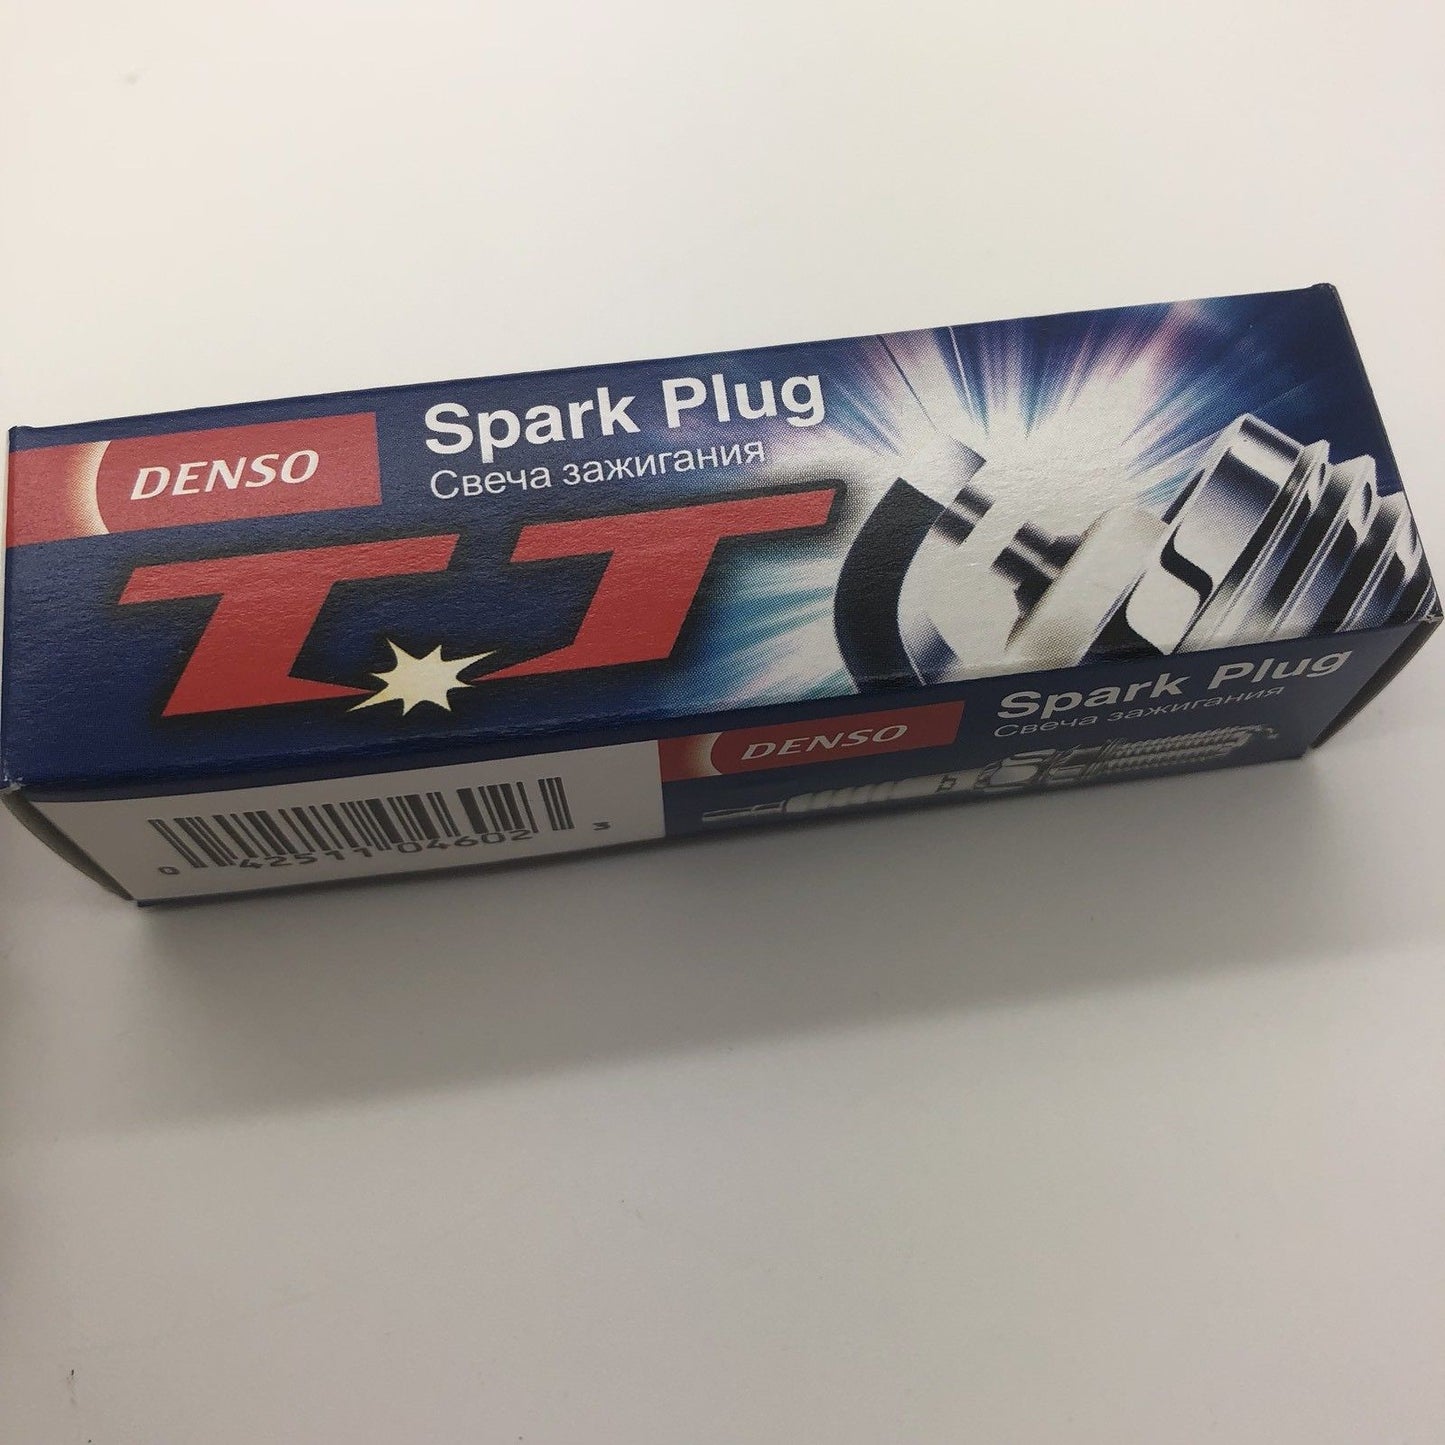 DENSO
Spark Plug
Свеча зажигания
TT
DENSO
Spark Plug
Свеча зажигания
0 42511 04602 3